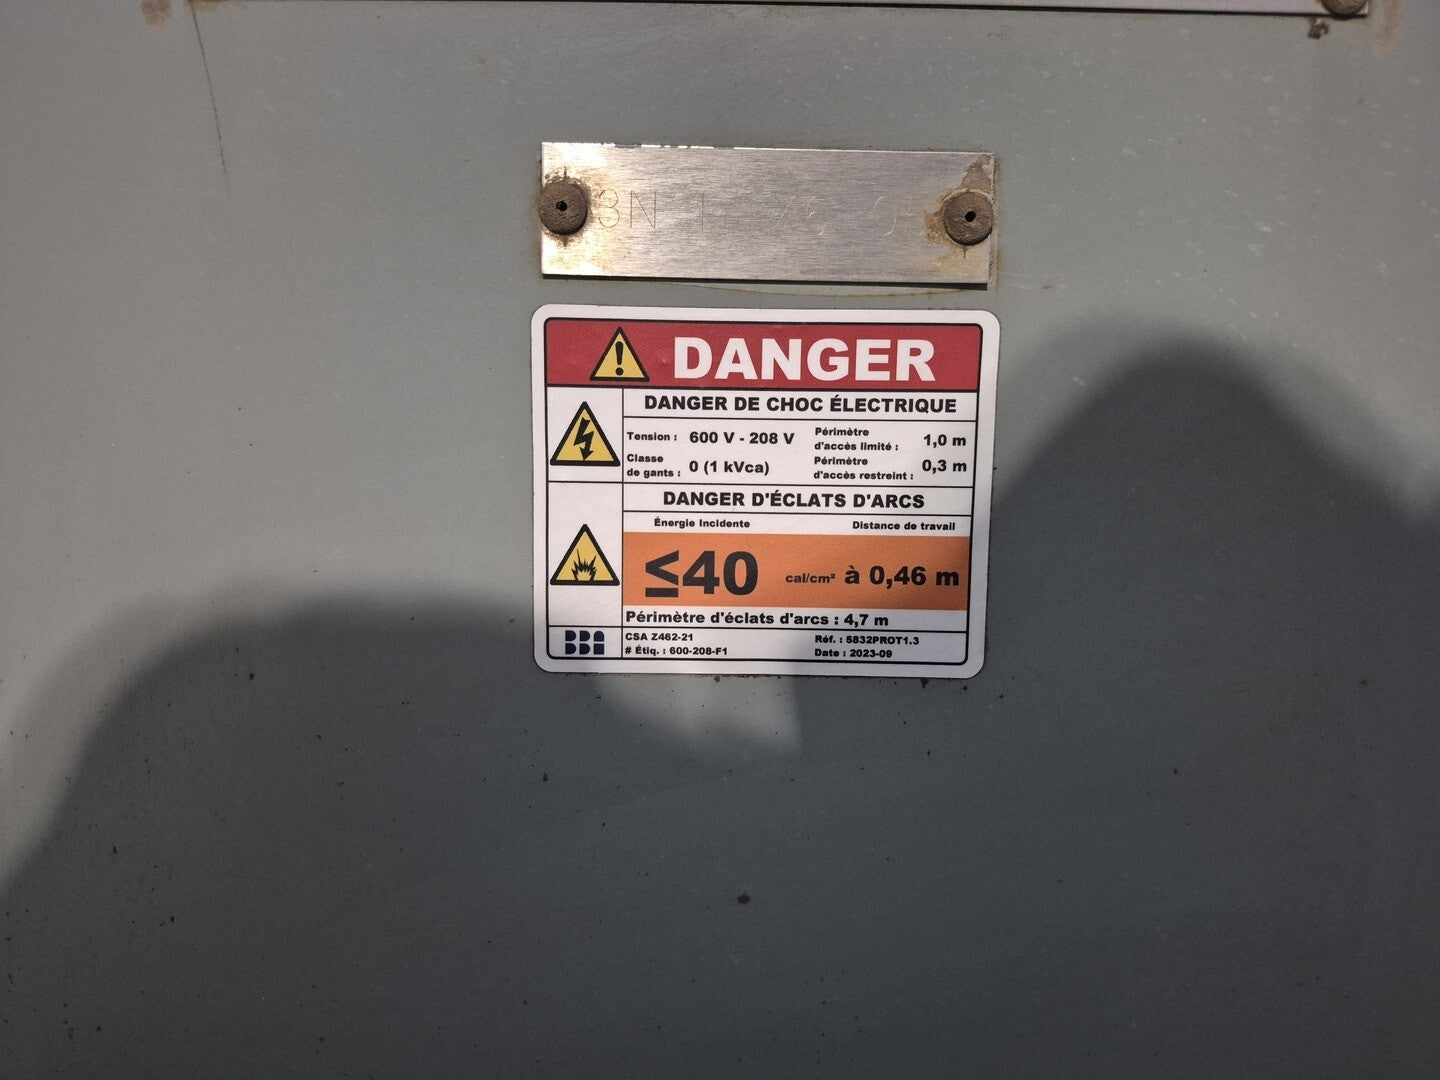 3N
DANGER
DANGER DE CHOC ÉLECTRIQUE
Tension : 600 V - 208 V
Périmètre d'accès limité : 1,0 m
Classe de gants : 0 (1 kVca)
Périmètre d'accès restreint : 0,3 m
DANGER D'ÉCLATS D'ARCS
Énergie Incidente Distance de travail
≤40 cal/cm² à 0,46 m
Périmètre d'éclats d'arcs : 4,7 m
BBA
CSA Z462-21 Réf. : 5832PROT1.3
# Étiq. : 600-208-F1 Date : 2023-09